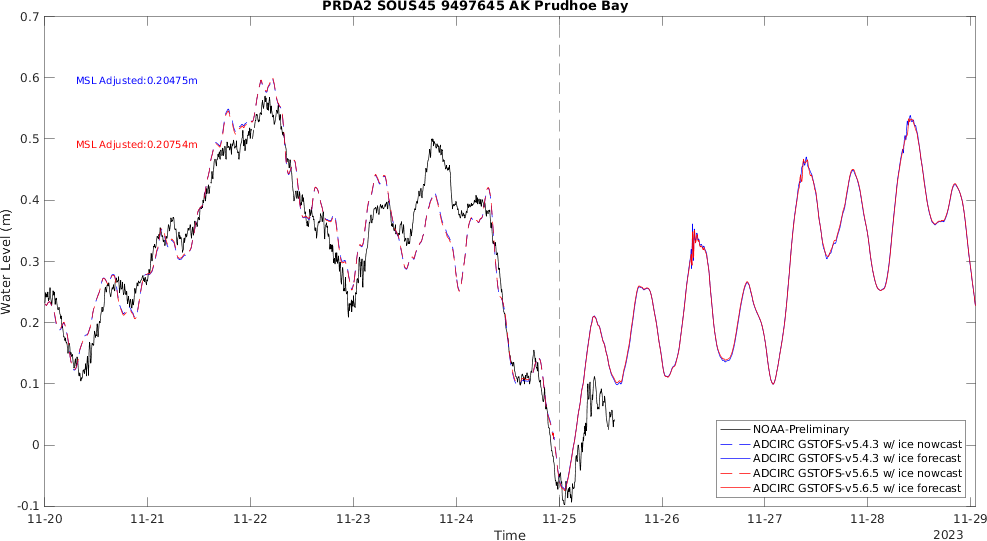 PRDA2 SOUS45 9497645 AK Prudhoe Bay
0.7
0.6
0.5
0.4
0.3
0.2
0.1
0
-0.1
Water Level (m)
MSL Adjusted:0.20475m
MSL Adjusted:0.20754m
NOAA-Preliminary
ADCIRC GSTOFS-v5.4.3 w/ ice nowcast
ADCIRC GSTOFS-v5.4.3 w/ ice forecast
ADCIRC GSTOFS-v5.6.5 w/ ice nowcast
ADCIRC GSTOFS-v5.6.5 w/ ice forecast
11-20 11-21 11-22 11-23 11-24 11-25 11-26 11-27 11-28 11-29
Time
2023